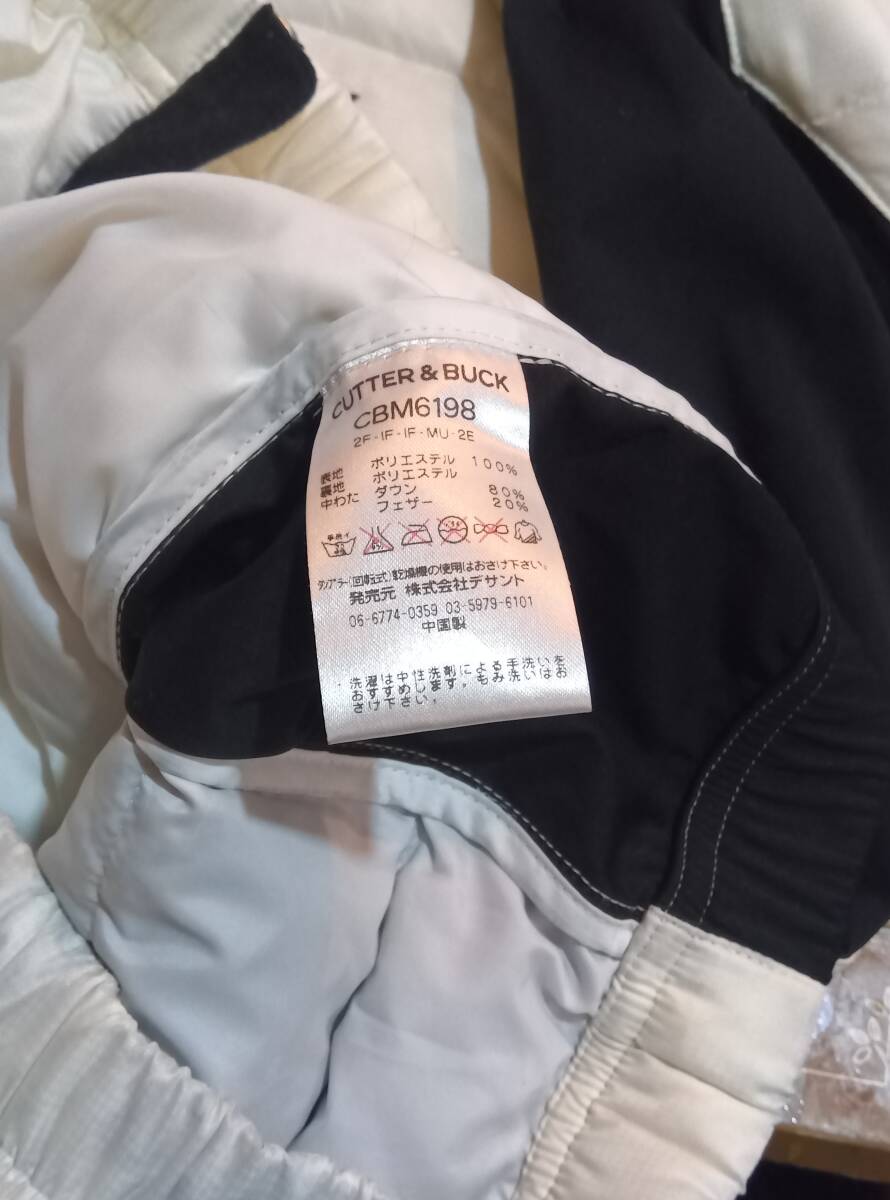 CUTTER & BUCK
CBM6198
2F-IF-IF-MU-2E
表地 ポリエステル 100%
裏地 ポリエステル
中わた ダウン 80%
フェザー 20%
手洗イ
30
タンブラー(回転式)乾燥機の使用はおさけ下さい。
発売元 株式会社デサント
06-6774-0359 03-5979-6101
中国製
・洗濯は中性洗剤による手洗いを
おすすめします。もみ洗いはお
さけ下さい。